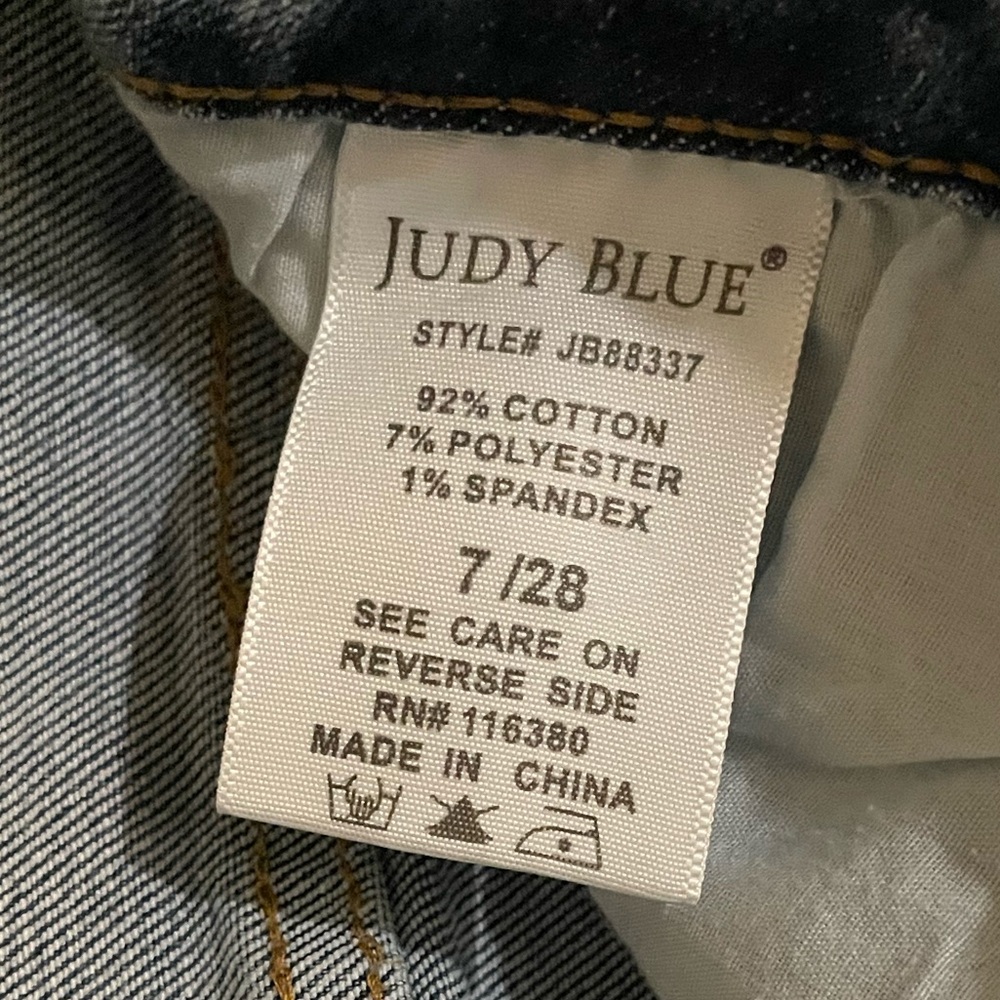 JUDY BLUE®
STYLE# JB88337
92% COTTON
7% POLYESTER
1% SPANDEX
7 /28
SEE CARE ON
REVERSE SIDE
RN# 116380
MADE IN CHINA